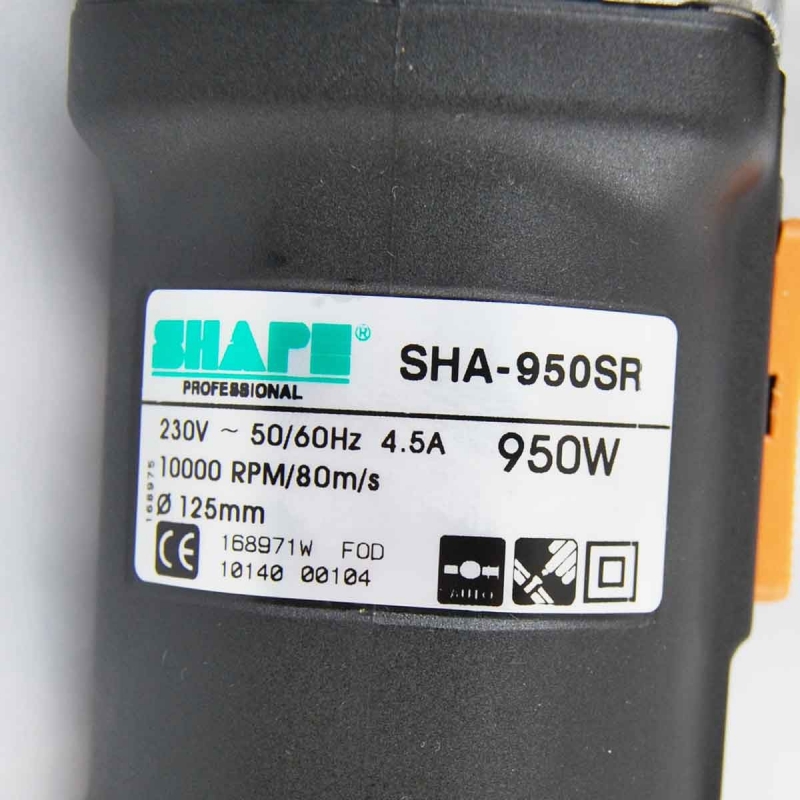 SHAPE®
PROFESSIONAL
SHA-950SR
230V ~ 50/60Hz 4.5A
950W
10000 RPM/80m/s
Ø 125mm
168975
CE
168971W FOD
10140 00104
AUTO